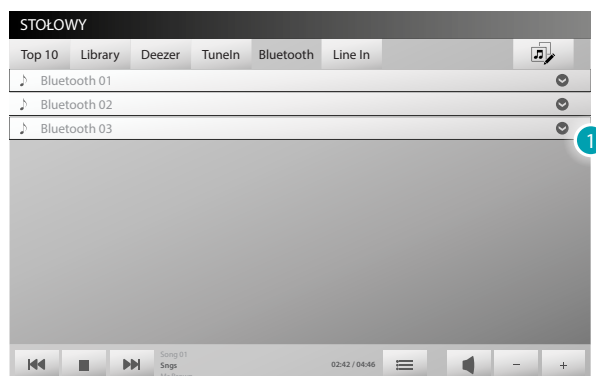 STOŁOWY
Top 10 Library Deezer TuneIn Bluetooth Line In
Bluetooth 01
Bluetooth 02
Bluetooth 03
1
Song 01
Sngs
02:42 / 04:46
− +